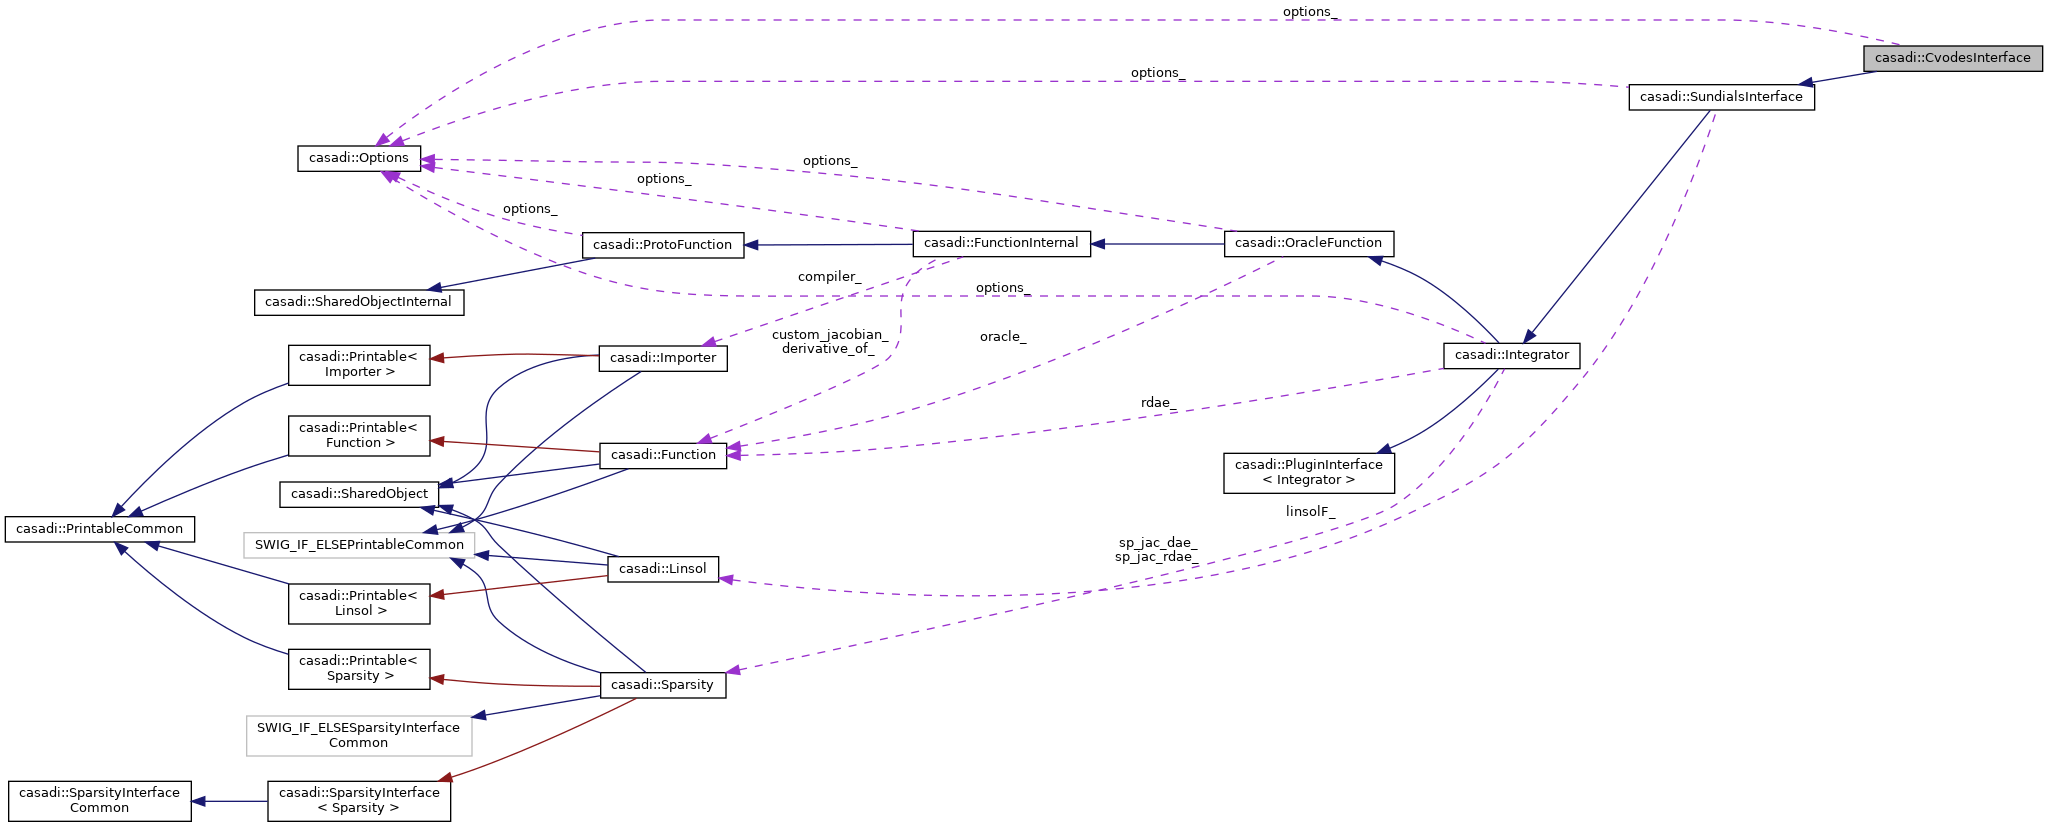 options_
casadi::CvodesInterface
options_
casadi::SundialsInterface
casadi::Options
options_
options_
options_
casadi::ProtoFunction
casadi::FunctionInternal
casadi::OracleFunction
compiler_
options_
casadi::SharedObjectInternal
custom_jacobian_
derivative_of_
oracle_
casadi::Printable<
Importer >
casadi::Importer
casadi::Integrator
rdae_
casadi::Printable<
Function >
casadi::Function
casadi::PluginInterface
< Integrator >
casadi::SharedObject
linsolF_
casadi::PrintableCommon
SWIG_IF_ELSEPrintableCommon
sp_jac_dae_
sp_jac_rdae_
casadi::Linsol
casadi::Printable<
Linsol >
casadi::Printable<
Sparsity >
casadi::Sparsity
SWIG_IF_ELSESparsityInterface
Common
casadi::SparsityInterface
Common
casadi::SparsityInterface
< Sparsity >